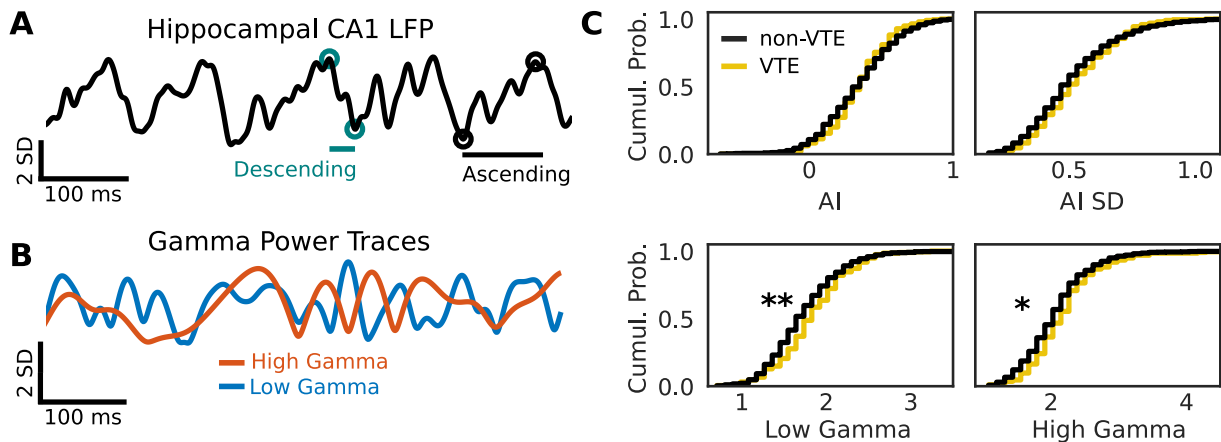 A
Hippocampal CA1 LFP
2 SD
100 ms
Descending
Ascending
B
Gamma Power Traces
2 SD
100 ms
High Gamma
Low Gamma
C
Cumul. Prob.
1.0
0.5
0.0
non-VTE
VTE
0 1
AI
0.5 1.0
AI SD
Cumul. Prob.
1.0
0.5
0.0
**
1 2 3
Low Gamma
*
2 4
High Gamma